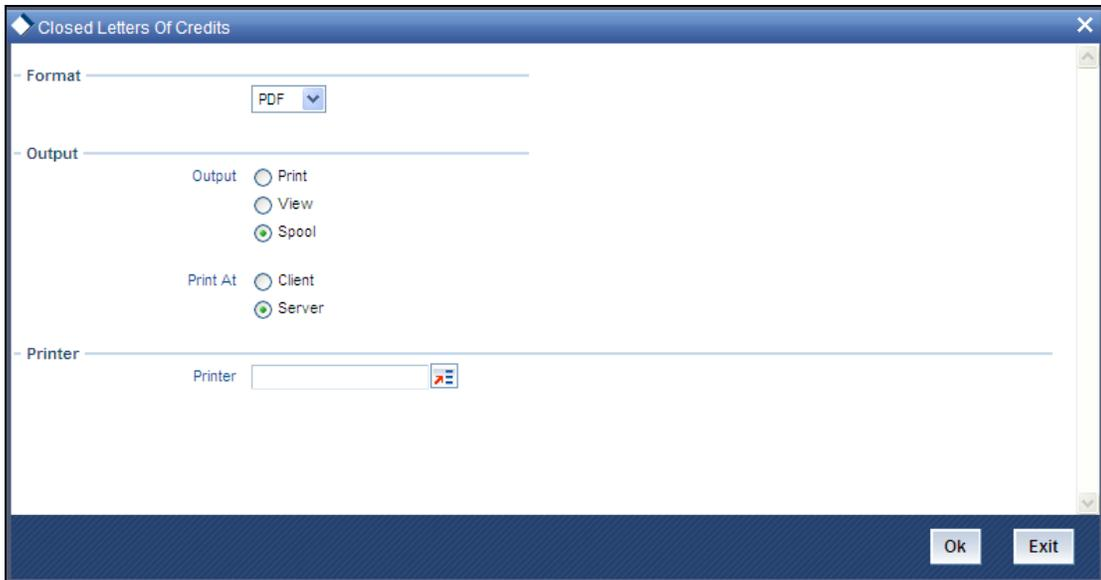 Closed Letters Of Credits
Format
PDF
Output
Output Print
View
Spool
Print At Client
Server
Printer
Printer
Ok Exit